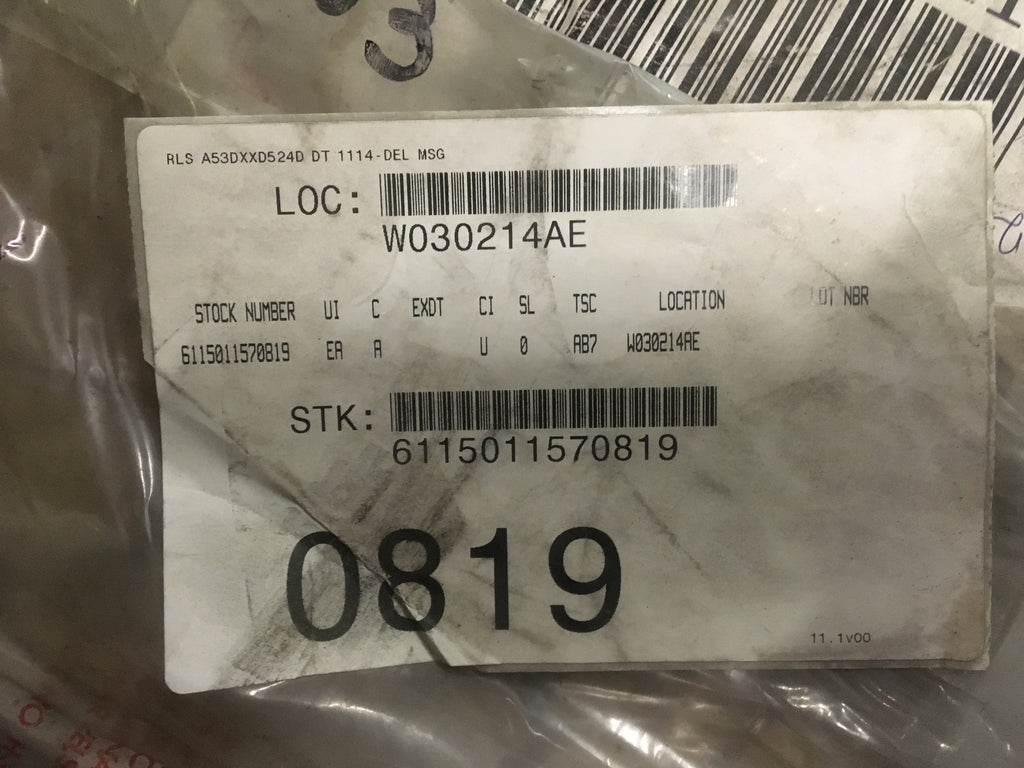 3
RLS A53DXXD524D DT 1114-DEL MSG
LOC:
W030214AE
STOCK NUMBER UI C EXDT CI SL TSC LOCATION LOT NBR
6115011570819 EA A U 0 AB7 W030214AE
STK:
6115011570819
0819
11.1v00